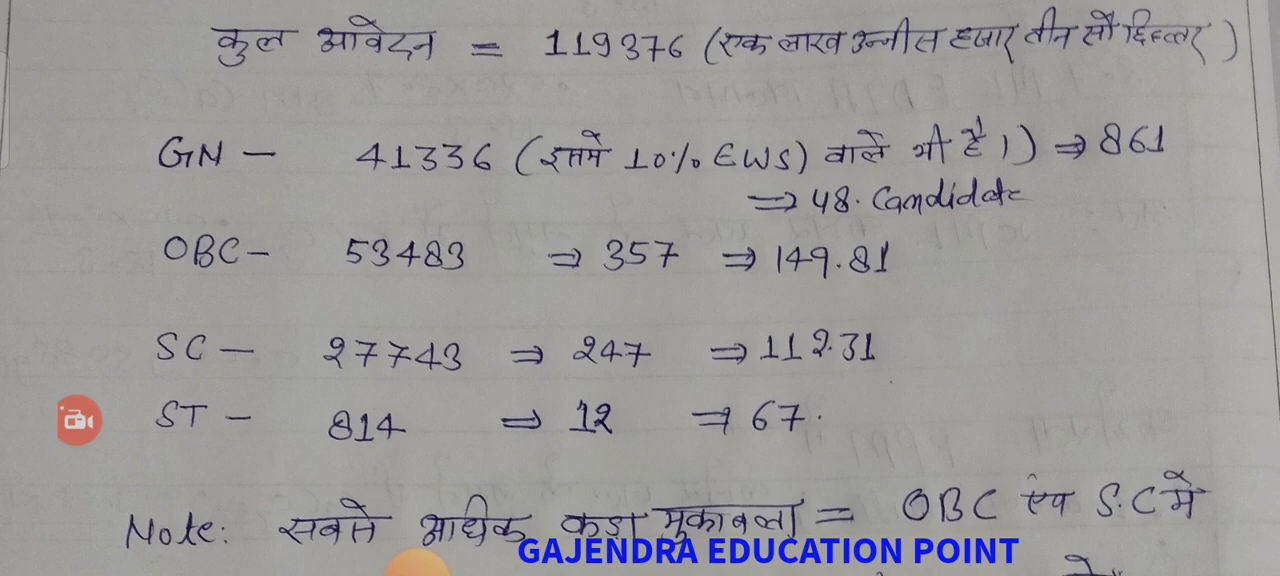 कुल आवेदन = 119376 (एक लाख उन्नीस हजार तीन सौ छिहत्तर)
GN - 41336 (इसमें 10% EWS) वाले भी हैं।) ⇒ 861
⇒ 48. Candidate
OBC - 53483 ⇒ 357 ⇒ 149.81
SC - 27743 ⇒ 247 ⇒ 112.31
ST - 814 ⇒ 12 ⇒ 67.
Note: सबसे अधिक कड़ा मुकाबला = OBC एंव S.C में
GAJENDRA EDUCATION POINT